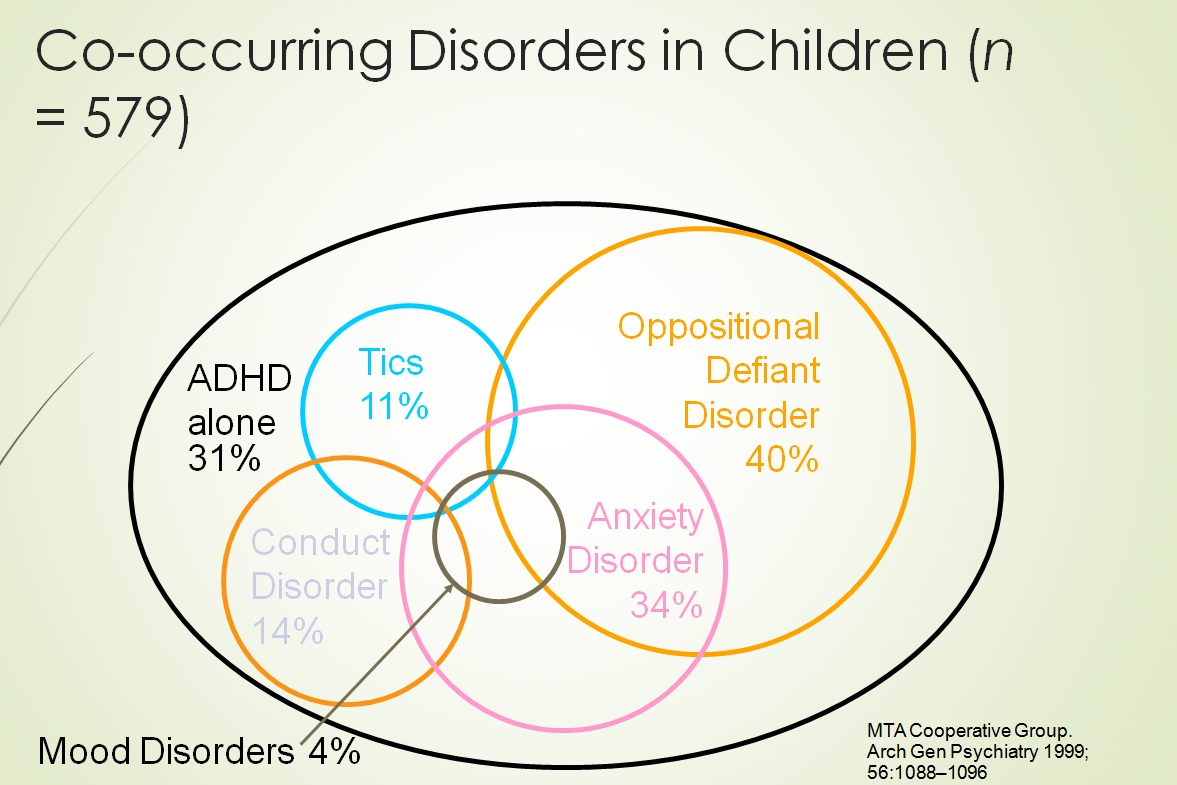 Co-occurring Disorders in Children (n
= 579)
ADHD
alone
31%
Tics
11%
Oppositional
Defiant
Disorder
40%
Conduct
Disorder
14%
Anxiety
Disorder
34%
Mood Disorders 4%
MTA Cooperative Group.
Arch Gen Psychiatry 1999;
56:1088–1096